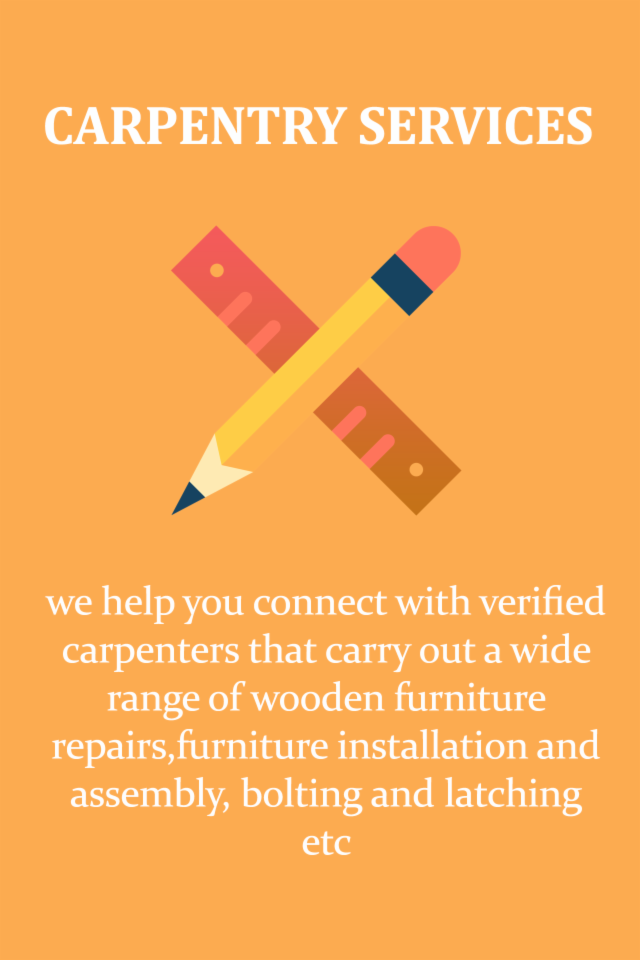 CARPENTRY SERVICES
we help you connect with verified
carpenters that carry out a wide
range of wooden furniture
repairs,furniture installation and
assembly, bolting and latching
etc